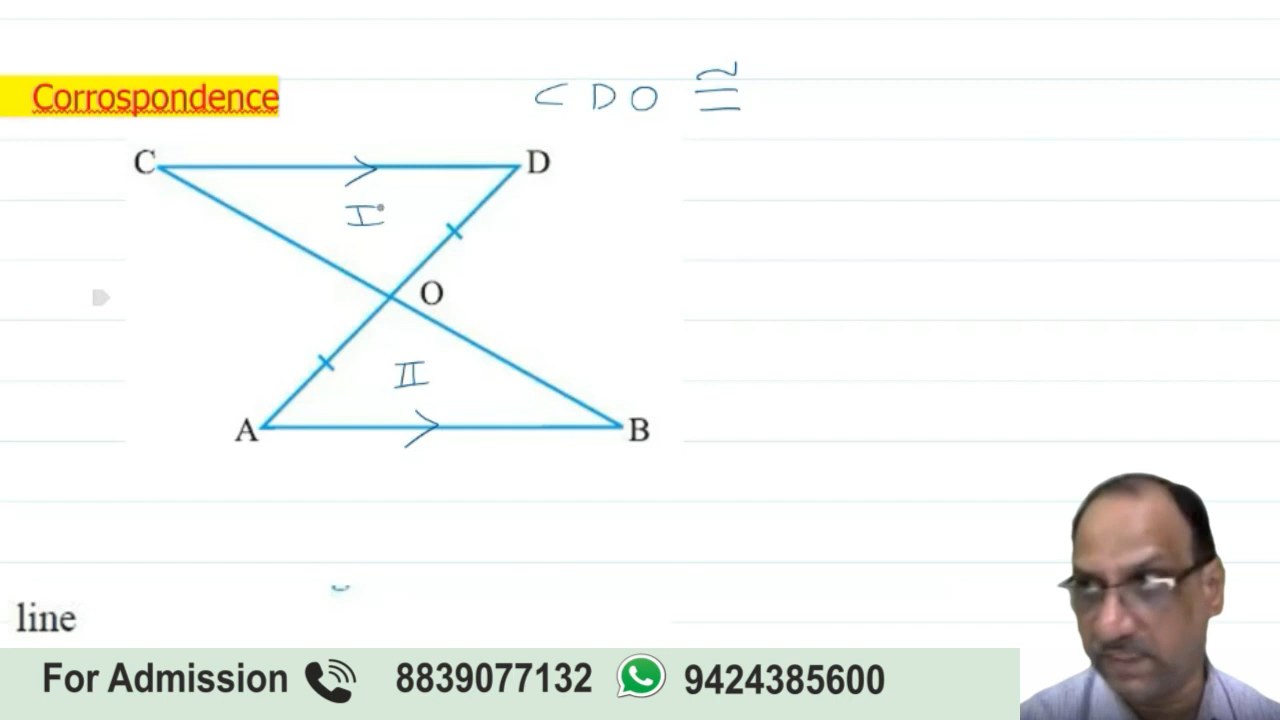 Corrospondence
CDO ≅
C
D
I
O
II
A
B
line
For Admission 8839077132 9424385600